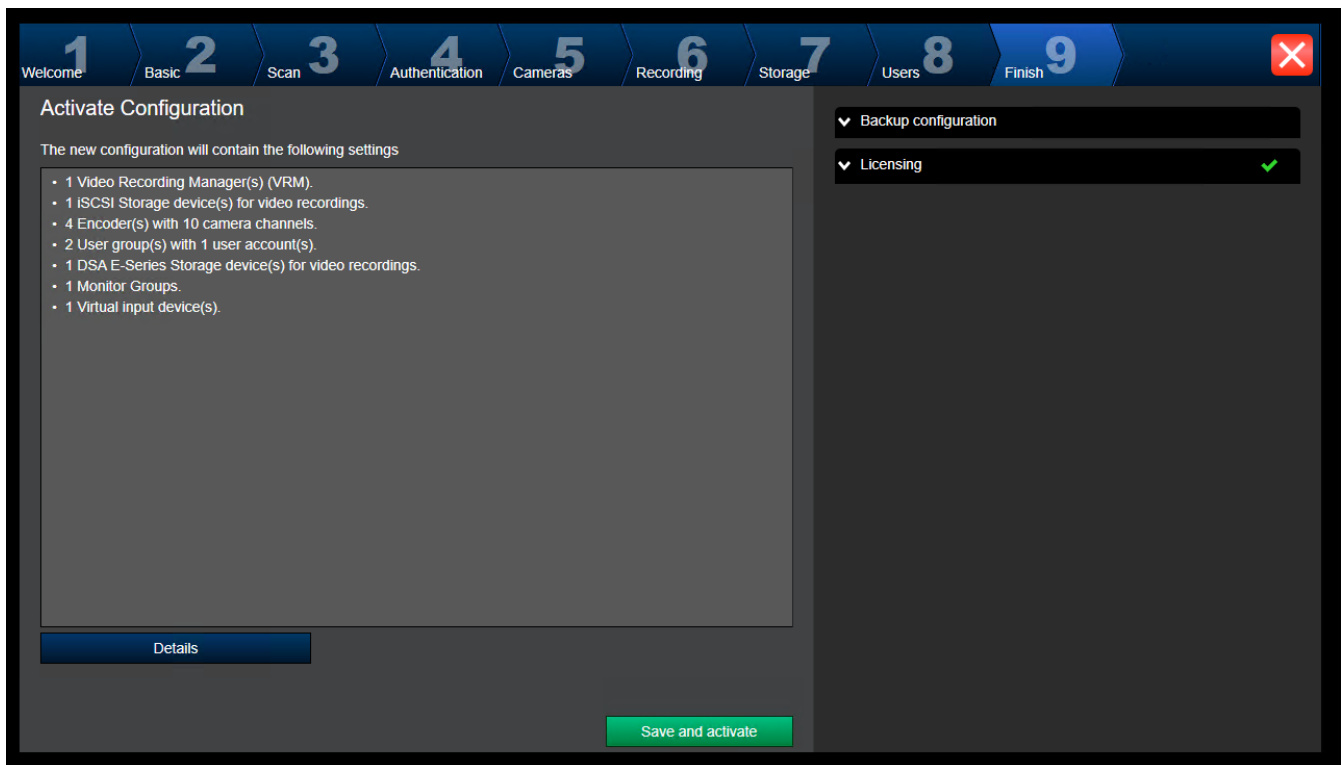 1 Welcome
2 Basic
3 Scan
4 Authentication
5 Cameras
6 Recording
7 Storage
8 Users
9 Finish
Activate Configuration
The new configuration will contain the following settings
• 1 Video Recording Manager(s) (VRM).
• 1 iSCSI Storage device(s) for video recordings.
• 4 Encoder(s) with 10 camera channels.
• 2 User group(s) with 1 user account(s).
• 1 DSA E-Series Storage device(s) for video recordings.
• 1 Monitor Groups.
• 1 Virtual input device(s).
Details
Save and activate
Backup configuration
Licensing